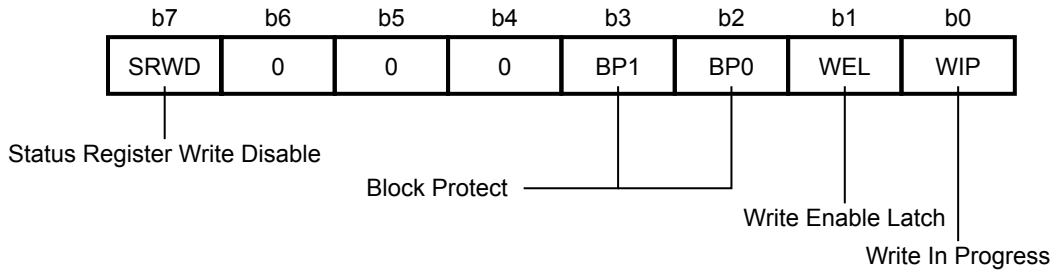 b7 b6 b5 b4 b3 b2 b1 b0
SRWD 0 0 0 BP1 BP0 WEL WIP
Status Register Write Disable
Block Protect
Write Enable Latch
Write In Progress